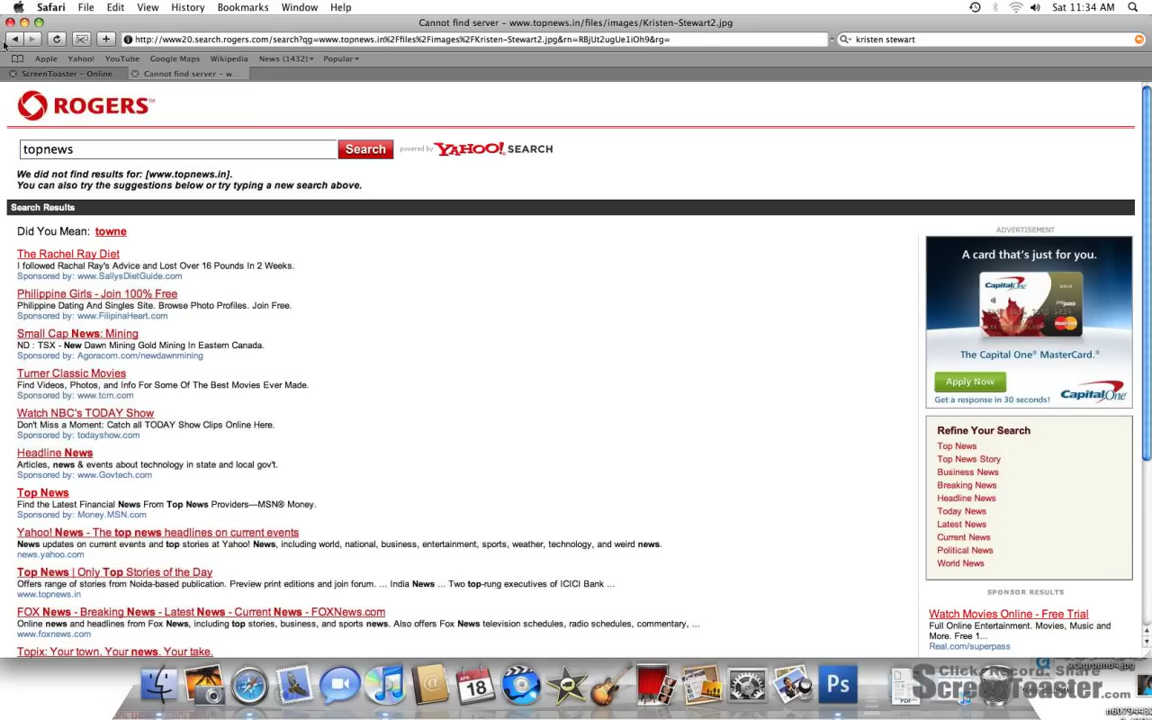 Safari File Edit View History Bookmarks Window Help Sat 11:34 AM
Cannot find server - www.topnews.in/files/images/Kristen-Stewart2.jpg
http://www20.search.rogers.com/search?qg=www.topnews.in%2Ffiles%2Fimages%2FKristen-Stewart2.jpg&rn=RBjUt2ugUe1iOh9&rg= kristen stewart
Apple Yahoo! YouTube Google Maps Wikipedia News (1432) Popular
ScreenToaster - Online Cannot find server - w...
ROGERS™
topnews Search powered by YAHOO! SEARCH
We did not find results for: [www.topnews.in].
You can also try the suggestions below or try typing a new search above.
Search Results
Did You Mean: towne
The Rachel Ray Diet
I followed Rachal Ray's Advice and Lost Over 16 Pounds In 2 Weeks.
Sponsored by: www.SallysDietGuide.com
Philippine Girls - Join 100% Free
Philippine Dating And Singles Site. Browse Photo Profiles. Join Free.
Sponsored by: www.FilipinaHeart.com
Small Cap News: Mining
ND : TSX - New Dawn Mining Gold Mining In Eastern Canada.
Sponsored by: Agoracom.com/newdawnmining
Turner Classic Movies
Find Videos, Photos, and Info For Some Of The Best Movies Ever Made.
Sponsored by: www.tcm.com
Watch NBC's TODAY Show
Don't Miss a Moment: Catch all TODAY Show Clips Online Here.
Sponsored by: todayshow.com
Headline News
Articles, news & events about technology in state and local gov't.
Sponsored by: www.Govtech.com
Top News
Find the Latest Financial News From Top News Providers—MSN® Money.
Sponsored by: Money.MSN.com
Yahoo! News - The top news headlines on current events
News updates on current events and top stories at Yahoo! News, including world, national, business, entertainment, sports, weather, technology, and weird news.
news.yahoo.com
Top News | Only Top Stories of the Day
Offers range of stories from Noida-based publication. Preview print editions and join forum. ... India News ... Two top-rung executives of ICICI Bank ...
www.topnews.in
FOX News - Breaking News - Latest News - Current News - FOXNews.com
Online news and headlines from Fox News, including top stories, business, and sports news. Also offers Fox News television schedules, radio schedules, commentary, ...
www.foxnews.com
Topix: Your town. Your news. Your take.
ADVERTISEMENT
A card that's just for you.
Capital One GOLD
MasterCard
The Capital One® MasterCard.®
Apply Now
Get a response in 30 seconds! Capital One
Refine Your Search
Top News
Top News Story
Business News
Breaking News
Headline News
Today News
Latest News
Current News
Political News
World News
SPONSOR RESULTS
Watch Movies Online - Free Trial
Full Online Entertainment. Movies, Music and
More. Free 1...
Real.com/superpass
JUL
18
Ps
PDF
Click. Record. Share
ScreenToaster.com